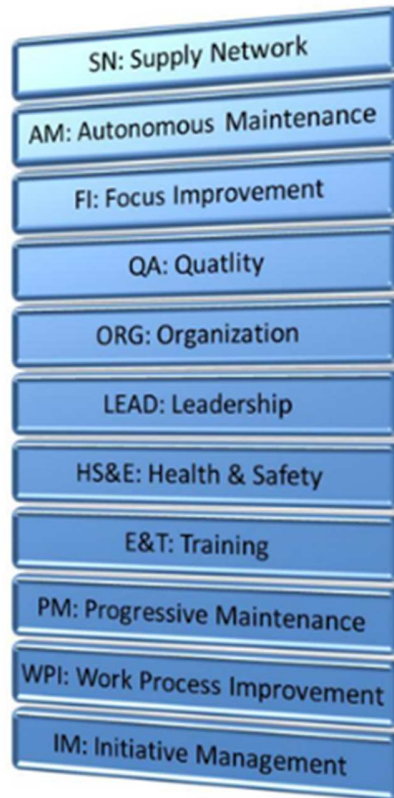 SN: Supply Network
AM: Autonomous Maintenance
FI: Focus Improvement
QA: Quatlity
ORG: Organization
LEAD: Leadership
HS&E: Health & Safety
E&T: Training
PM: Progressive Maintenance
WPI: Work Process Improvement
IM: Initiative Management